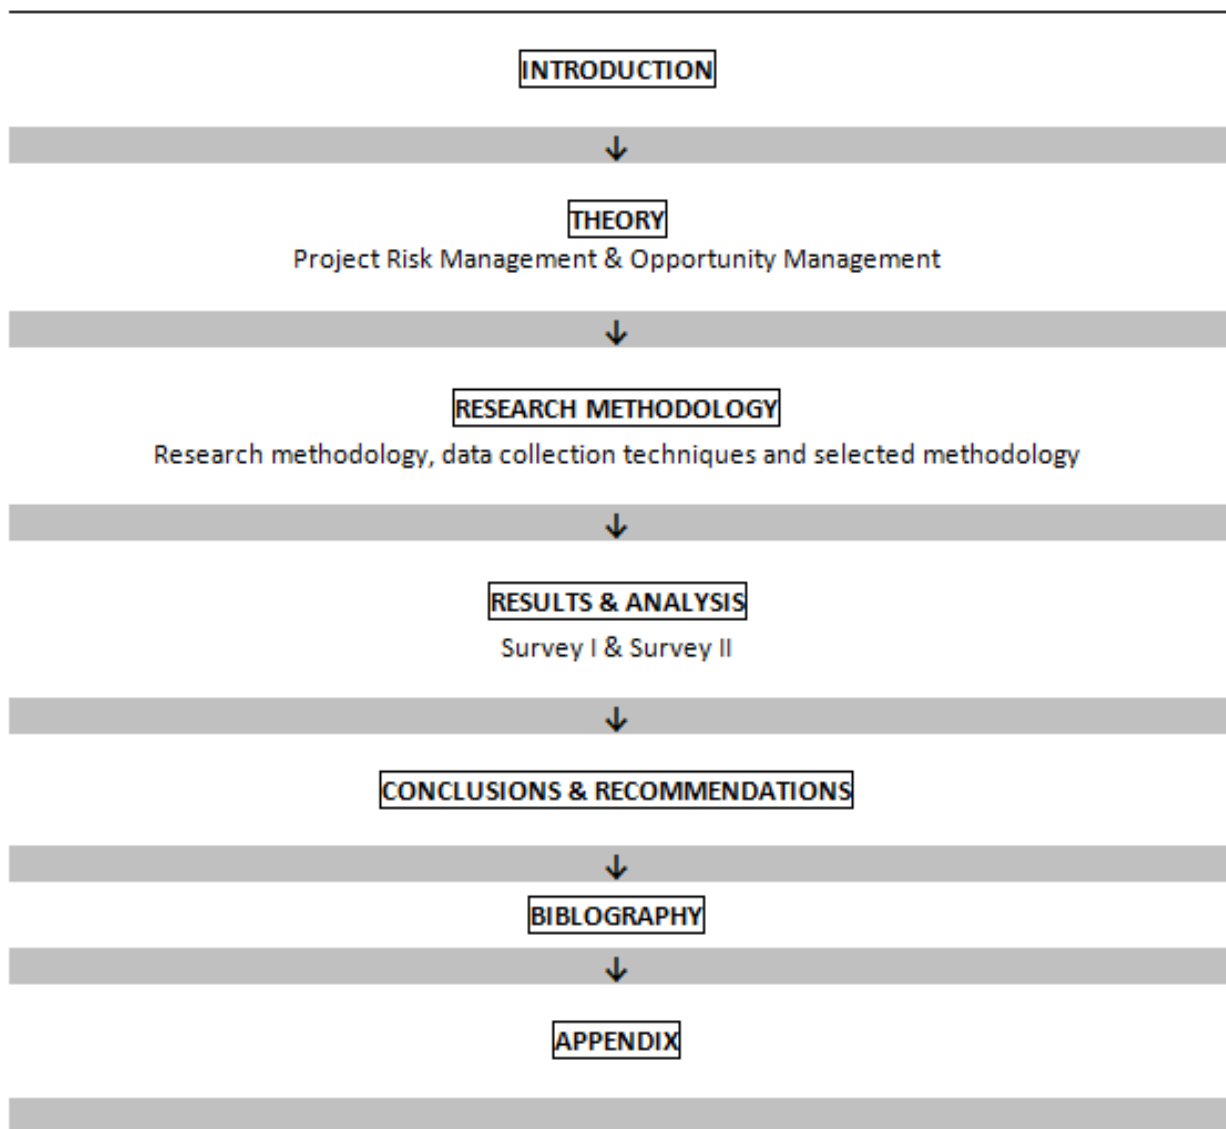 INTRODUCTION
↓
THEORY
Project Risk Management & Opportunity Management
↓
RESEARCH METHODOLOGY
Research methodology, data collection techniques and selected methodology
↓
RESULTS & ANALYSIS
Survey I & Survey II
↓
CONCLUSIONS & RECOMMENDATIONS
↓
BIBLOGRAPHY
↓
APPENDIX